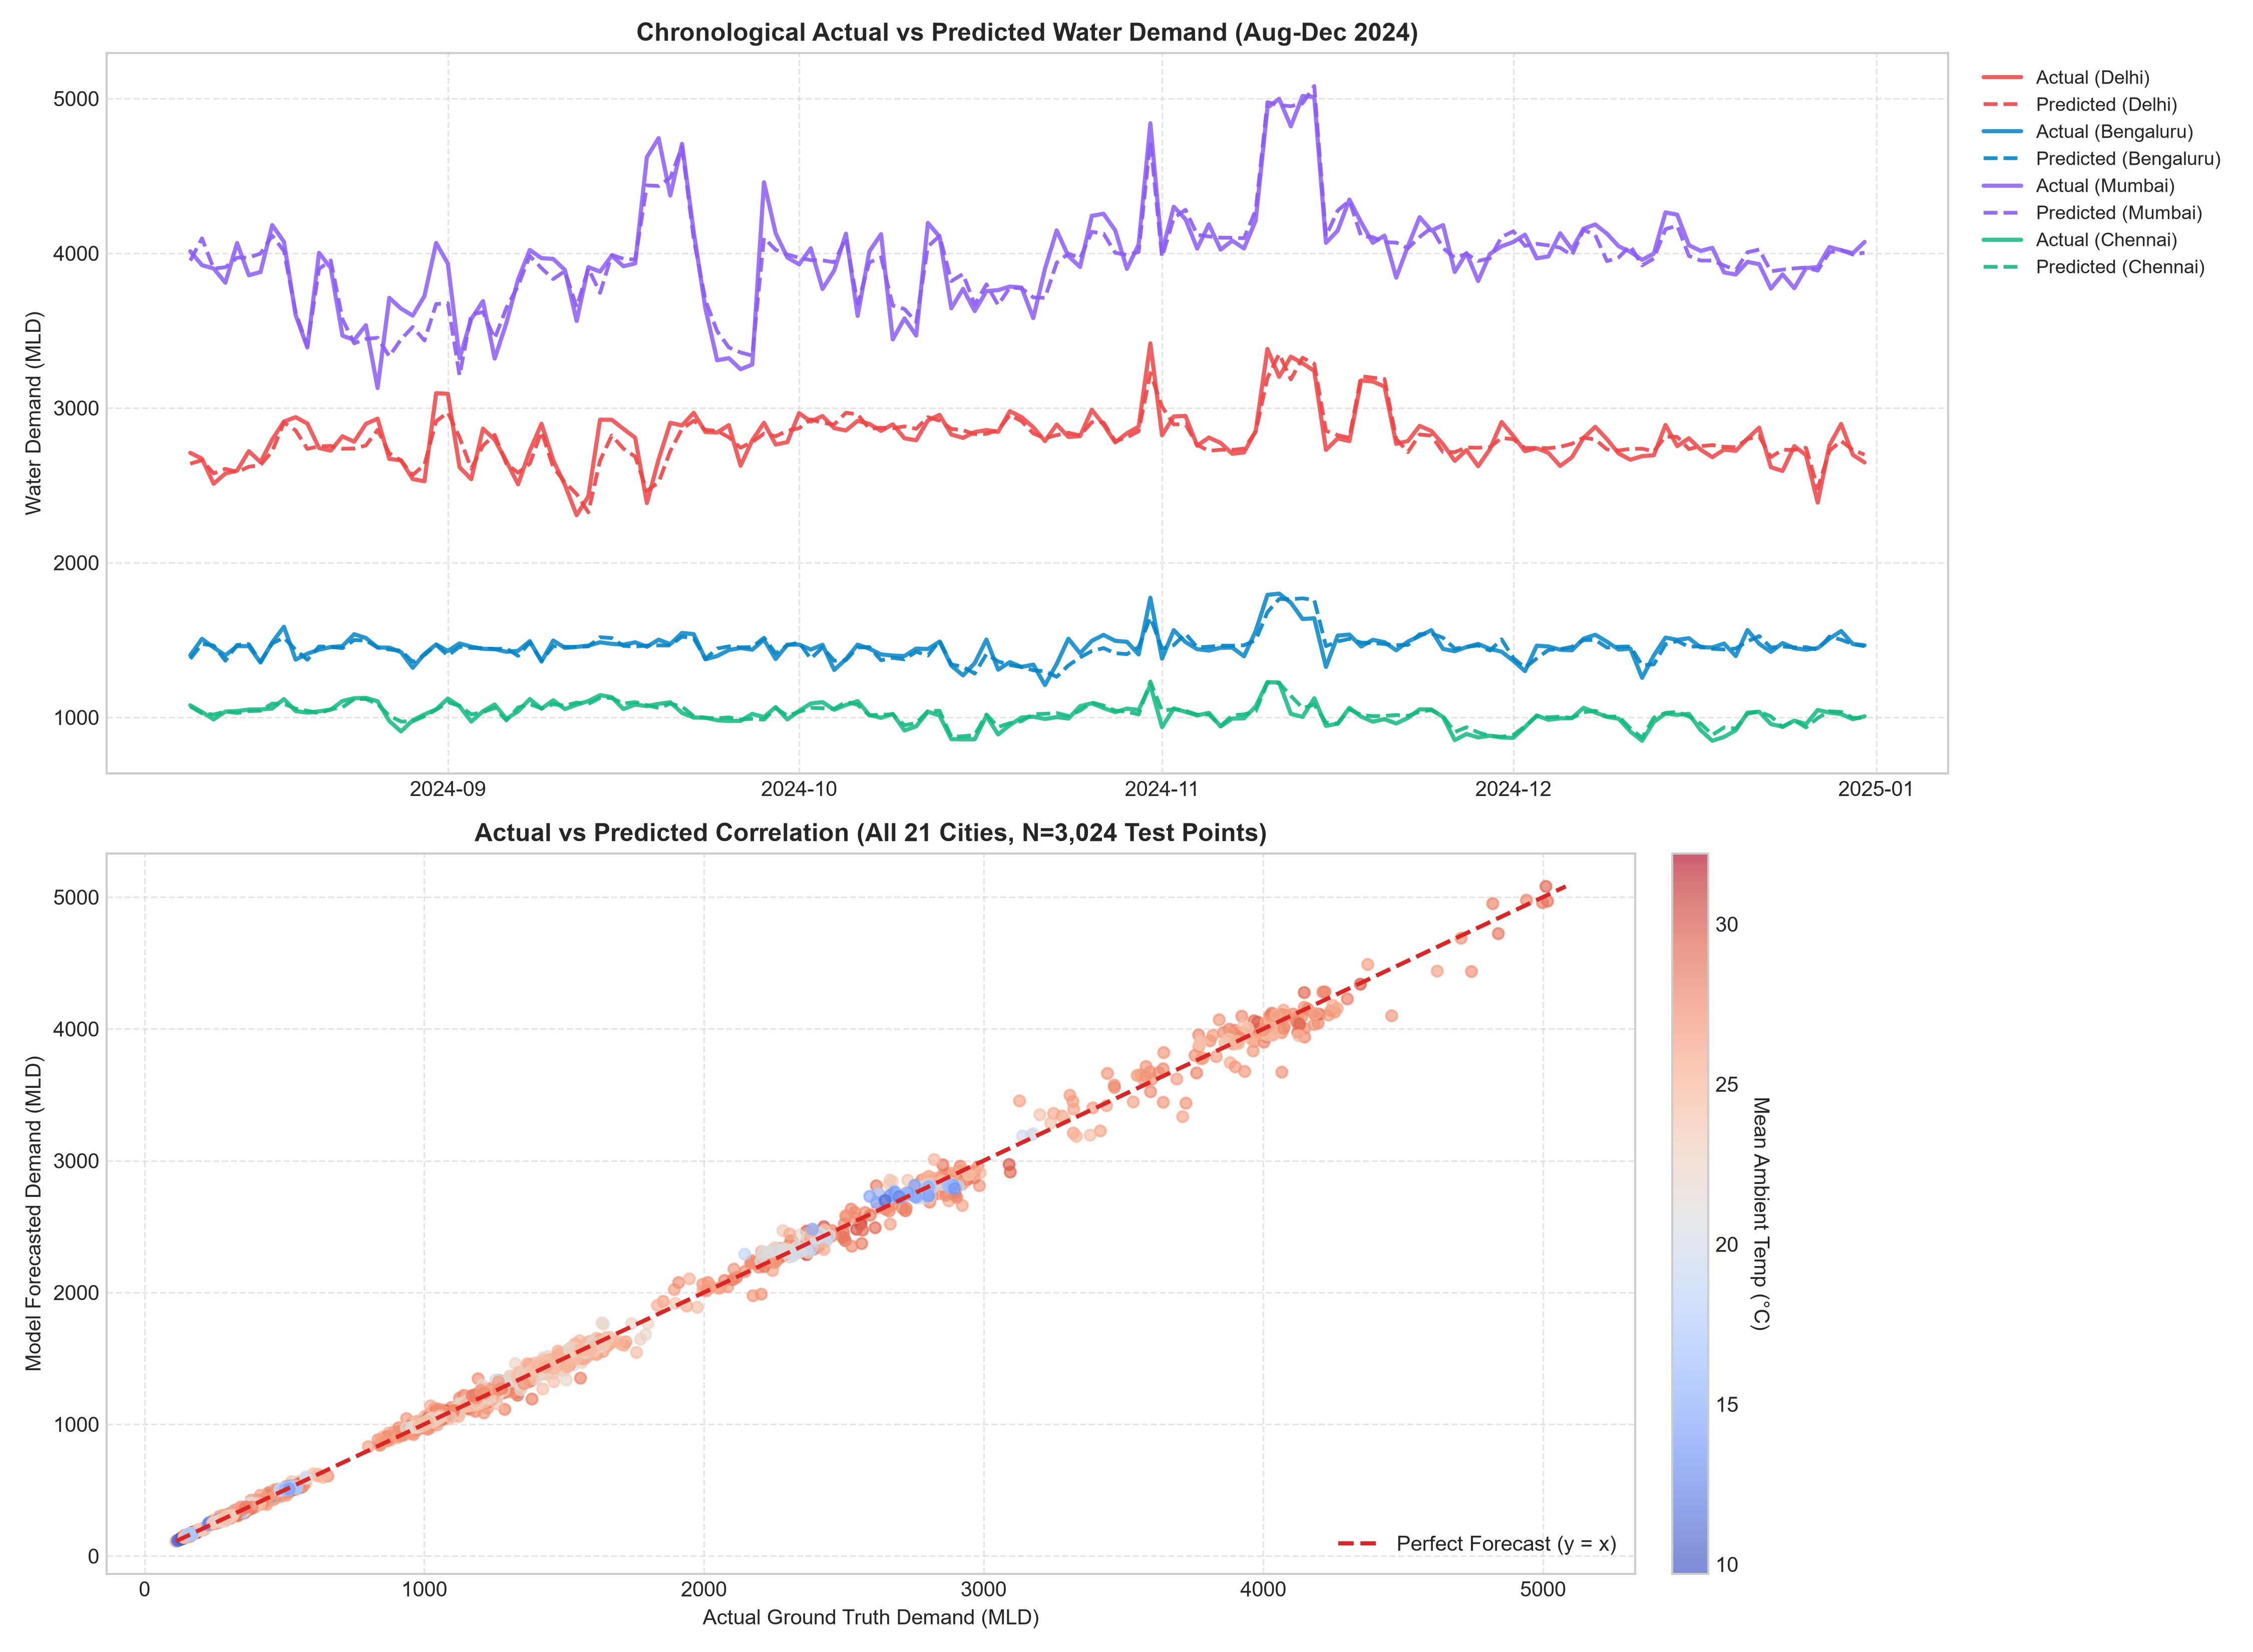 Chronological Actual vs Predicted Water Demand (Aug-Dec 2024)
Water Demand (MLD)
5000
4000
3000
2000
1000
2024-09
2024-10
2024-11
2024-12
2025-01
Actual (Delhi)
Predicted (Delhi)
Actual (Bengaluru)
Predicted (Bengaluru)
Actual (Mumbai)
Predicted (Mumbai)
Actual (Chennai)
Predicted (Chennai)
Actual vs Predicted Correlation (All 21 Cities, N=3,024 Test Points)
Model Forecasted Demand (MLD)
5000
4000
3000
2000
1000
0
0
1000
2000
3000
4000
5000
Actual Ground Truth Demand (MLD)
Perfect Forecast (y = x)
30
25
20
15
10
Mean Ambient Temp (°C)